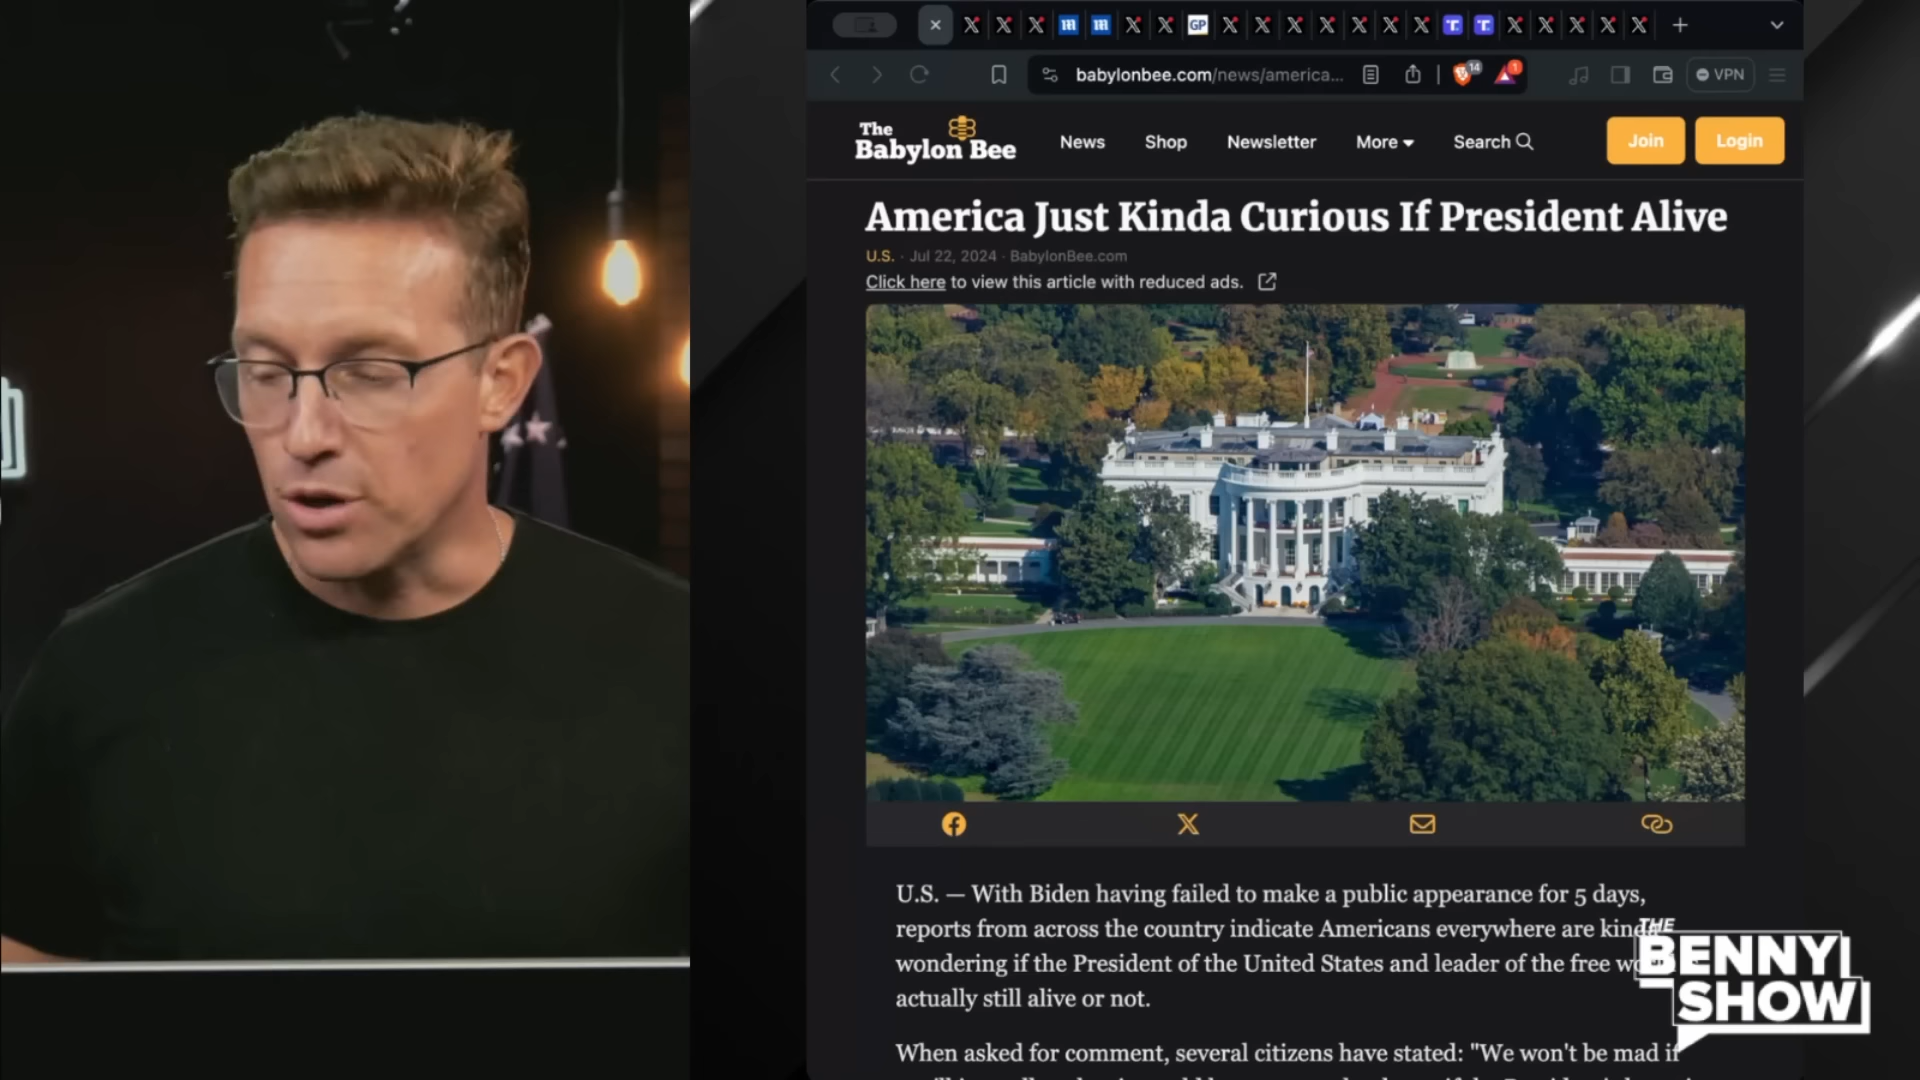 babylonbee.com/news/america...
14
1
VPN
The
Babylon Bee
News
Shop
Newsletter
More
Search
Join
Login
America Just Kinda Curious If President Alive
U.S. · Jul 22, 2024 · BabylonBee.com
Click here to view this article with reduced ads.
U.S. — With Biden having failed to make a public appearance for 5 days,
reports from across the country indicate Americans everywhere are kinda
wondering if the President of the United States and leader of the free
actually still alive or not.
When asked for comment, several citizens have stated: "We won't be mad if
THE
BENNY
SHOW